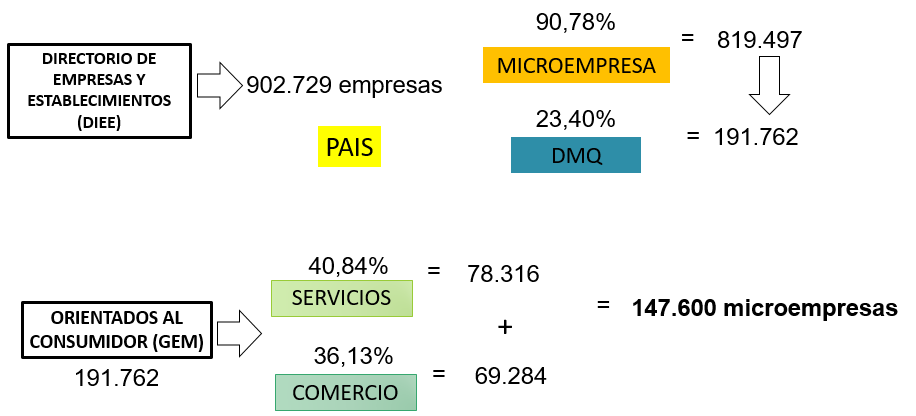 DIRECTORIO DE
EMPRESAS Y
ESTABLECIMIENTOS
(DIEE)
902.729 empresas
PAIS
90,78%
MICROEMPRESA
= 819.497
23,40%
DMQ
= 191.762
ORIENTADOS AL
CONSUMIDOR (GEM)
191.762
40,84%
SERVICIOS
= 78.316
+
36,13%
COMERCIO
= 69.284
= 147.600 microempresas